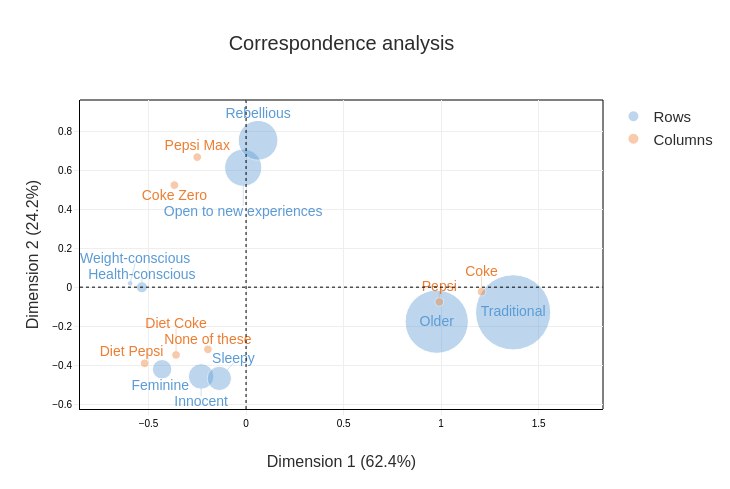 Correspondence analysis
Rows
Columns
Rebellious
Pepsi Max
Coke Zero
Open to new experiences
Weight-conscious
Health-conscious
Coke
Pepsi
Traditional
Older
Diet Coke
None of these
Diet Pepsi
Sleepy
Feminine
Innocent
0.8
0.6
0.4
0.2
0
−0.2
−0.4
−0.6
−0.5
0
0.5
1
1.5
Dimension 1 (62.4%)
Dimension 2 (24.2%)